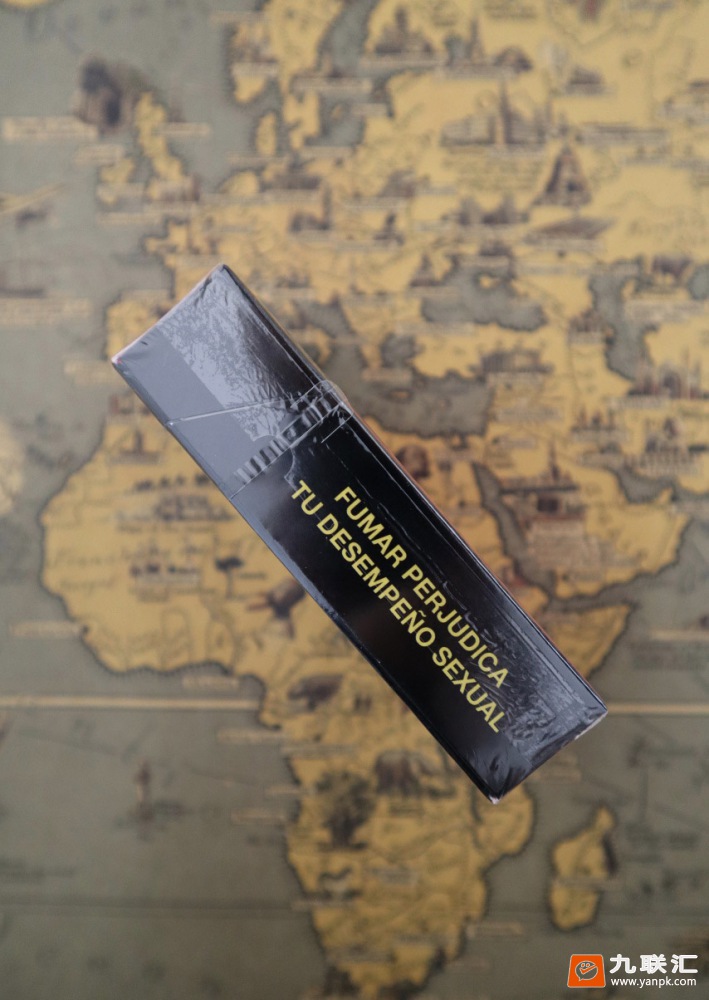 FUMAR PERJUDICA
TU DESEMPEÑO SEXUAL
九联汇
www.yanpk.com